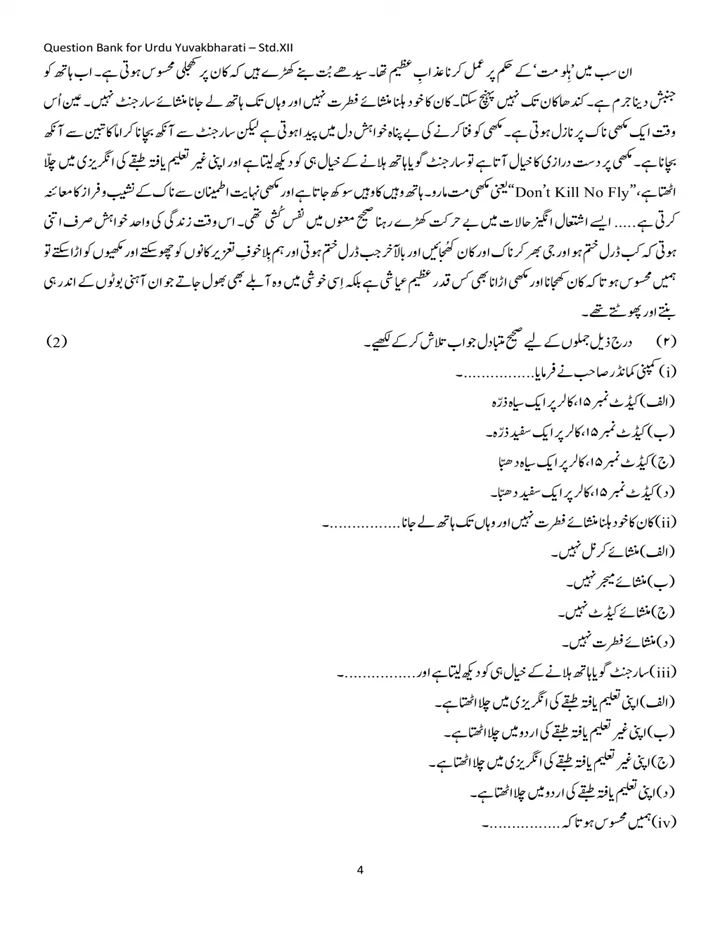 Question Bank for Urdu Yuvakbharati – Std.XII
ان سب میں ’ہِلو مت‘ کے حکم پر عمل کرنا عذابِ عظیم تھا۔ سیدھے بُت بنے کھڑے ہیں کہ کان پر کھجلی محسوس ہوتی ہے۔ اب ہاتھ کو
جنبش دینا جرم ہے۔ کندھا کان تک نہیں پہنچ سکتا۔ کان کا خود ہلنا منشائے فطرت نہیں اور وہاں تک ہاتھ لے جانا منشائے سارجنٹ نہیں۔ عین اُس
وقت ایک مکھی ناک پر نازل ہوتی ہے۔ مکھی کو فنا کرنے کی بے پناہ خواہش دل میں پیدا ہوتی ہے لیکن سارجنٹ سے آنکھ بچانا کراماً کاتبین سے آنکھ
بچانا ہے۔ مکھی پر دست درازی کا خیال آتا ہے تو سارجنٹ گویا ہاتھ ہلانے کے خیال ہی کو دیکھ لیتا ہے اور اپنی غیر تعلیم یافتہ طبقے کی انگریزی میں چلّا
اٹھتا ہے، ”Don’t Kill No Fly“ یعنی مکھی مت مارو۔ ہاتھ وہیں کا وہیں سوکھ جاتا ہے اور مکھی نہایت اطمینان سے ناک کے نشیب و فراز کا معائنہ
کرتی ہے..... ایسے اشتعال انگیز حالات میں بے حرکت کھڑے رہنا صحیح معنوں میں نفس کُشی تھی۔ اس وقت زندگی کی واحد خواہش صرف اتنی
ہوتی کہ کب ڈرل ختم ہو اور جی بھر کر ناک اور کان کھُجائیں اور بالآخر جب ڈرل ختم ہوتی اور ہم بِلا خوفِ تعزیر کانوں کو چھو سکتے اور مکھیوں کو اڑا سکتے تو
ہمیں محسوس ہوتا کہ کان کھجانا اور مکھی اڑانا بھی کس قدر عظیم عیاشی ہے بلکہ اِسی خوشی میں وہ آبلے بھی بھول جاتے جو ان آہنی بوٹوں کے اندر ہی
بنتے اور پھوٹتے تھے۔
(۲) درج ذیل جملوں کے لیے صحیح متبادل جواب تلاش کر کے لکھیے۔ (2)
(i) کمپنی کمانڈر صاحب نے فرمایا................۔
(الف) کیڈٹ نمبر ۱۵، کالر پر ایک سیاہ ذرّہ
(ب) کیڈٹ نمبر ۱۵، کالر پر ایک سفید ذرّہ۔
(ج) کیڈٹ نمبر ۱۵، کالر پر ایک سیاہ دھبّا
(د) کیڈٹ نمبر ۱۵، کالر پر ایک سفید دھبّا۔
(ii) کان کا خود ہلنا منشائے فطرت نہیں اور وہاں تک ہاتھ لے جانا................۔
(الف) منشائے کرنل نہیں۔
(ب) منشائے میجر نہیں۔
(ج) منشائے کیڈٹ نہیں۔
(د) منشائے فطرت نہیں۔
(iii) سارجنٹ گویا ہاتھ ہلانے کے خیال ہی کو دیکھ لیتا ہے اور................۔
(الف) اپنی تعلیم یافتہ طبقے کی انگریزی میں چلا اٹھتا ہے۔
(ب) اپنی غیر تعلیم یافتہ طبقے کی اردو میں چلا اٹھتا ہے۔
(ج) اپنی غیر تعلیم یافتہ طبقے کی انگریزی میں چلا اٹھتا ہے۔
(د) اپنی تعلیم یافتہ طبقے کی اردو میں چلا اٹھتا ہے۔
(iv) ہمیں محسوس ہوتا کہ................۔
4